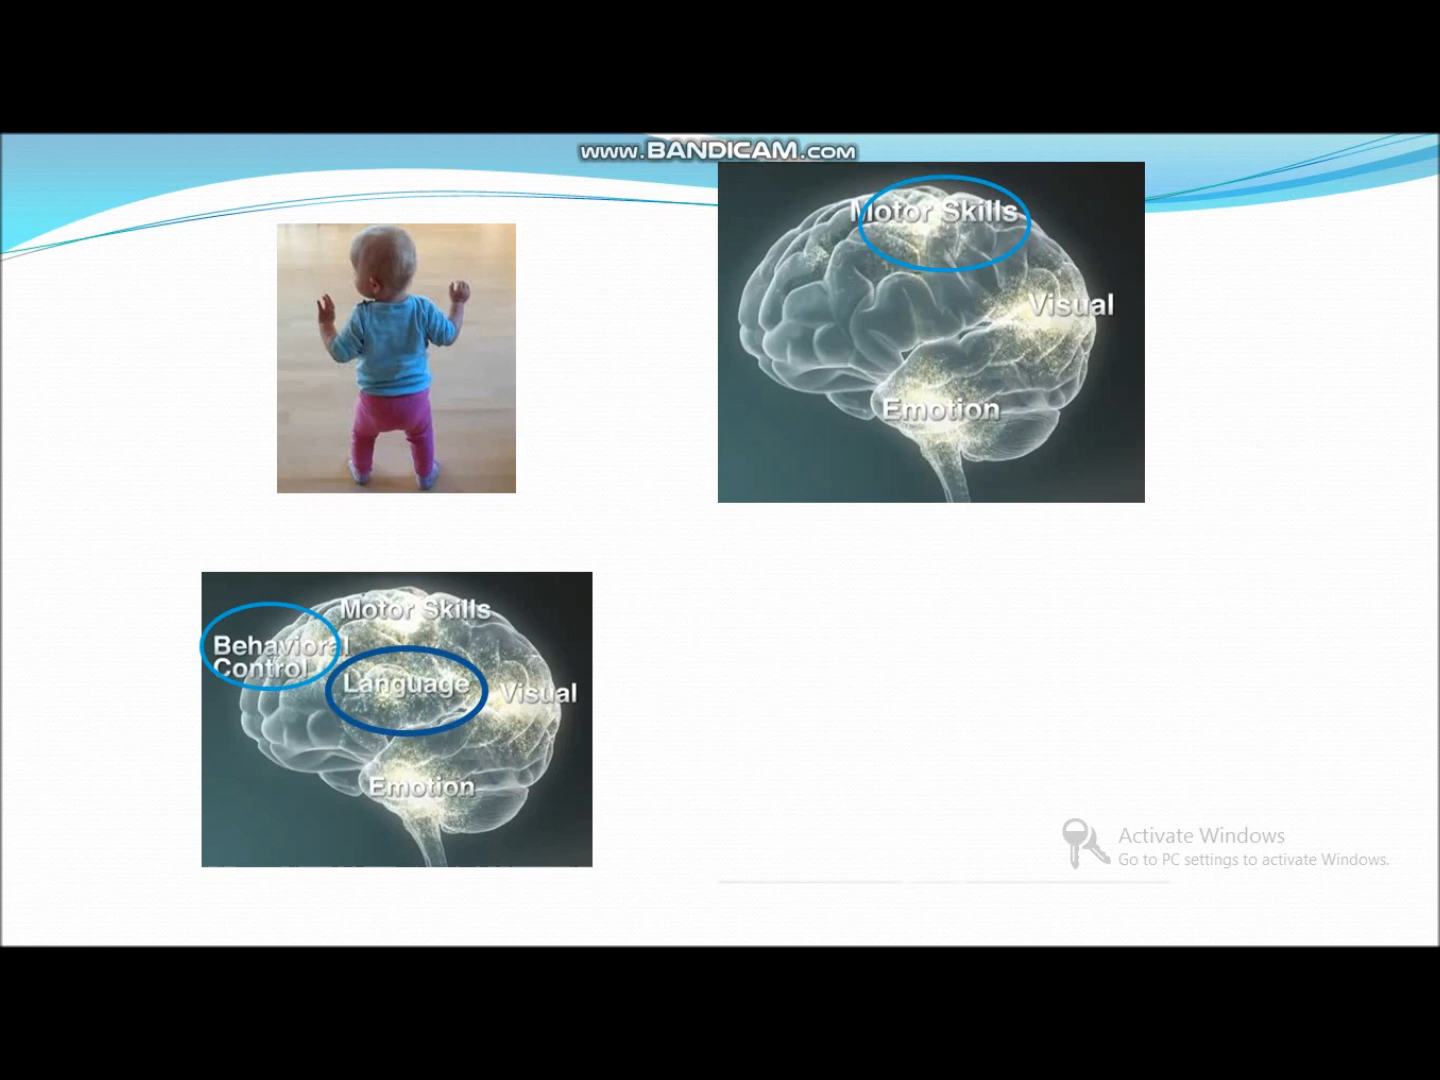 www.BANDICAM.com
Motor Skills
Visual
Emotion
Motor Skills
Behavioral
Control
Language
Visual
Emotion
Activate Windows
Go to PC settings to activate Windows.